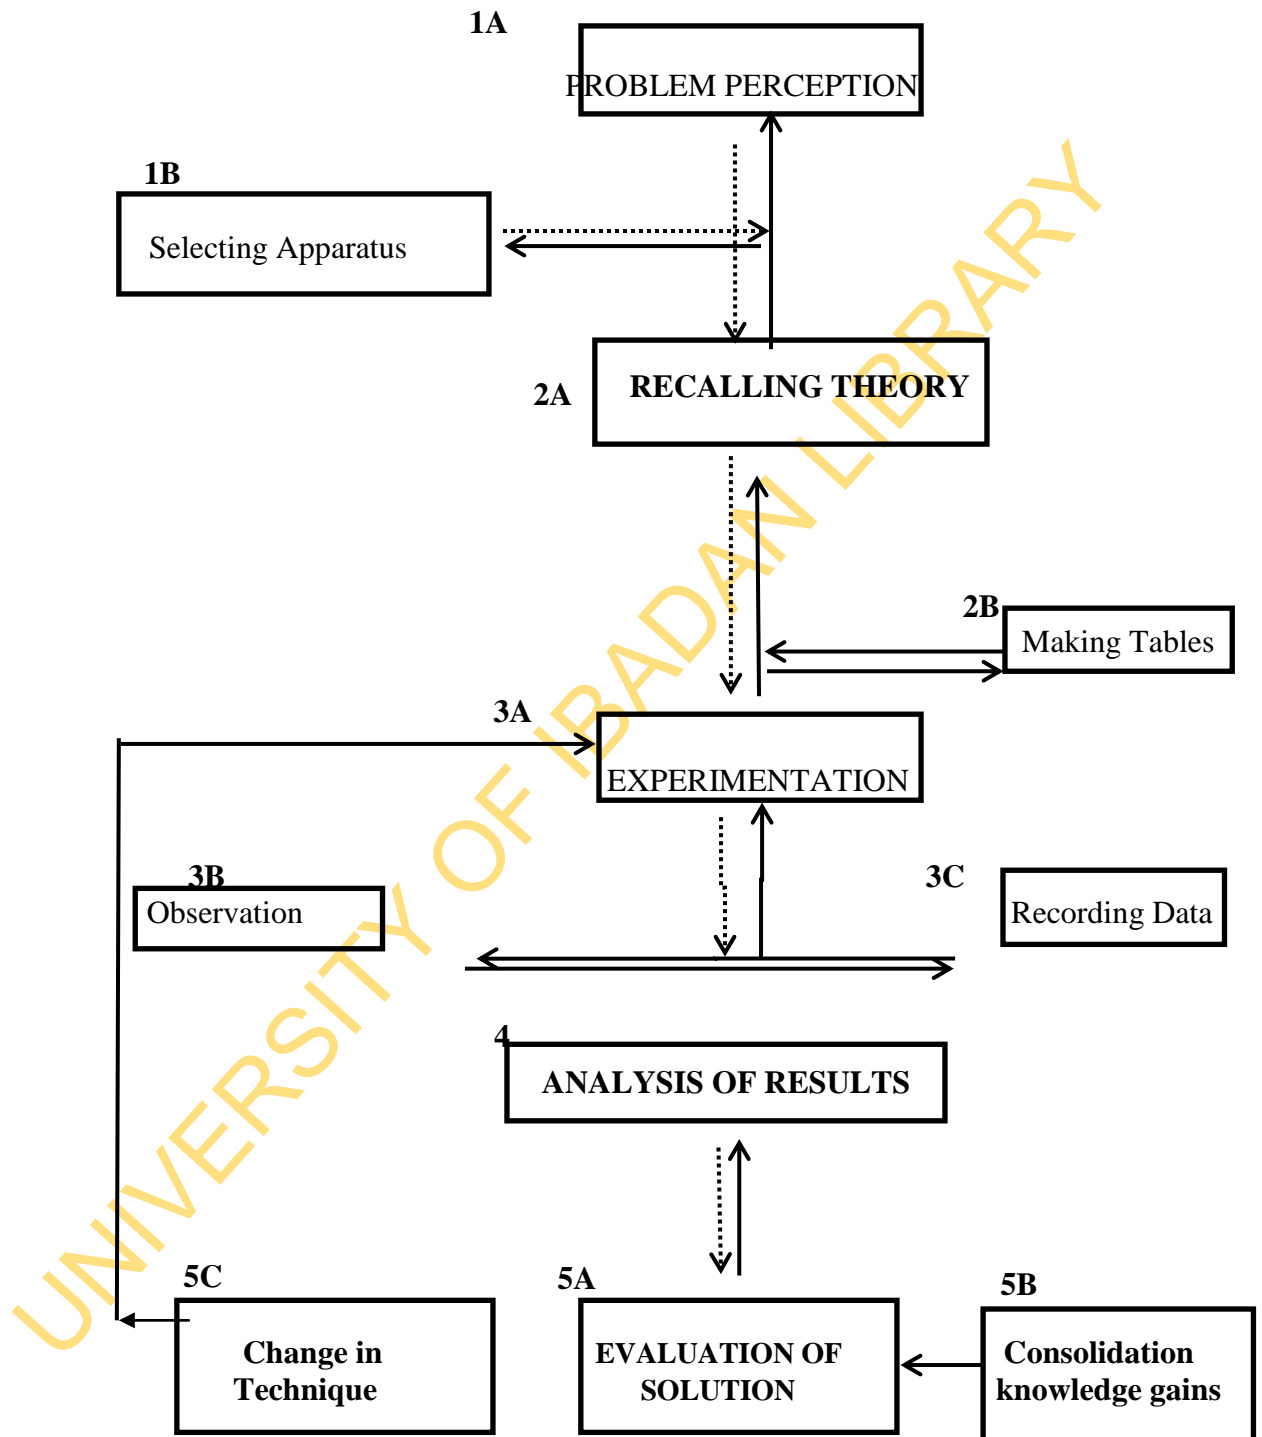 1A
PROBLEM PERCEPTION
1B
Selecting Apparatus
2A
RECALLING THEORY
2B
Making Tables
3A
EXPERIMENTATION
3B
Observation
3C
Recording Data
4
ANALYSIS OF RESULTS
5C
Change in
Technique
5A
EVALUATION OF
SOLUTION
5B
Consolidation
knowledge gains
UNIVERSITY OF IBADAN LIBRARY